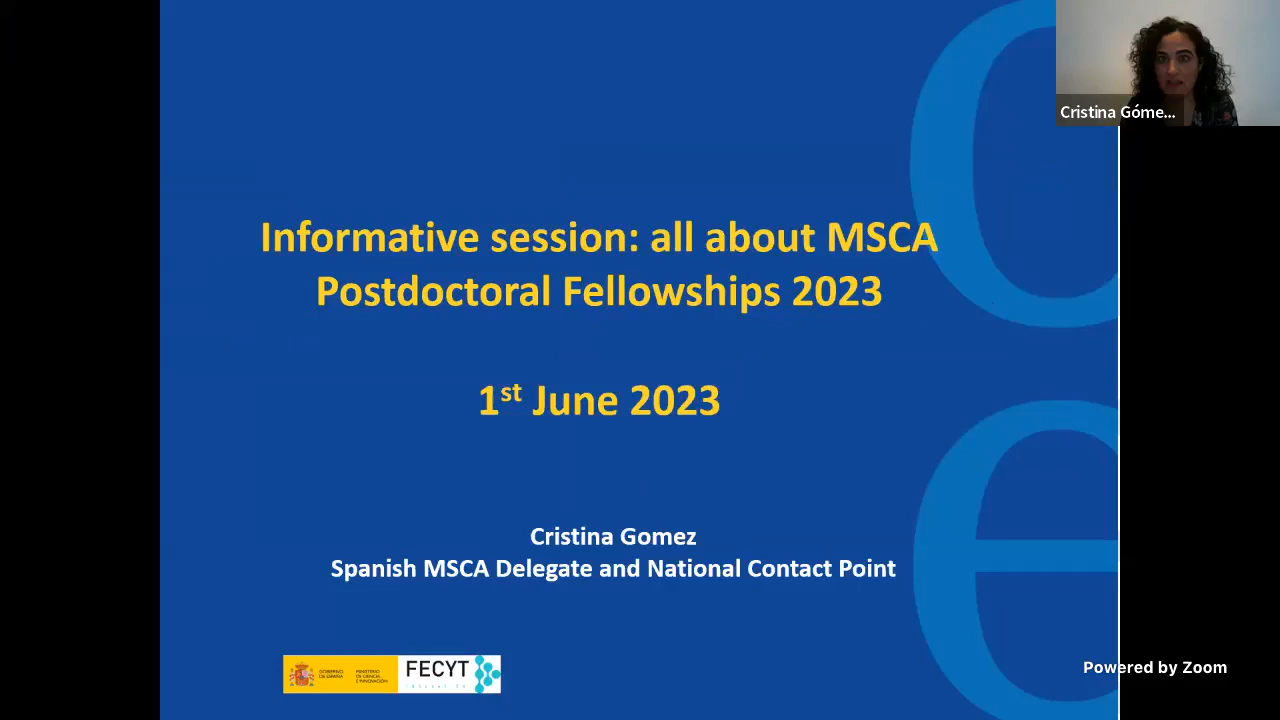 Cristina Góme...
Informative session: all about MSCA
Postdoctoral Fellowships 2023
1st June 2023
Cristina Gomez
Spanish MSCA Delegate and National Contact Point
GOBIERNO
DE ESPAÑA
MINISTERIO
DE CIENCIA
E INNOVACIÓN
FECYT
Powered by Zoom